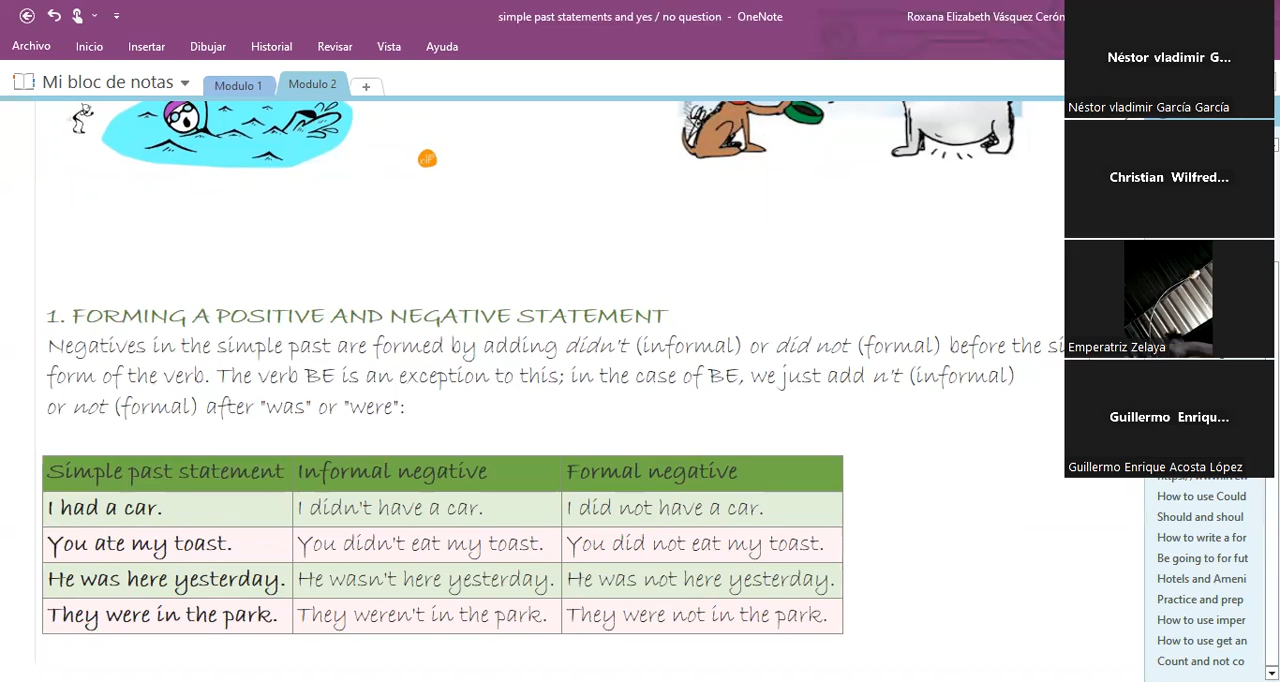 simple past statements and yes / no question - OneNote
Roxana Elizabeth Vásquez Cerón
Archivo Inicio Insertar Dibujar Historial Revisar Vista Ayuda
Mi bloc de notas Modulo 1 Modulo 2 +
Néstor vladimir G...
Néstor vladimir García García
Christian Wilfred...
Emperatriz Zelaya
Guillermo Enriqu...
Guillermo Enrique Acosta López
1. FORMING A POSITIVE AND NEGATIVE STATEMENT
Negatives in the simple past are formed by adding didn't (informal) or did not (formal) before the si
form of the verb. The verb BE is an exception to this; in the case of BE, we just add n't (informal)
or not (formal) after "was" or "were":
Simple past statement Informal negative Formal negative
I had a car. I didn't have a car. I did not have a car.
You ate my toast. You didn't eat my toast. You did not eat my toast.
He was here yesterday. He wasn't here yesterday. He was not here yesterday.
They were in the park. They weren't in the park. They were not in the park.
How to use Could
Should and shoul
How to write a for
Be going to for fut
Hotels and Ameni
Practice and prep
How to use imper
How to use get an
Count and not co